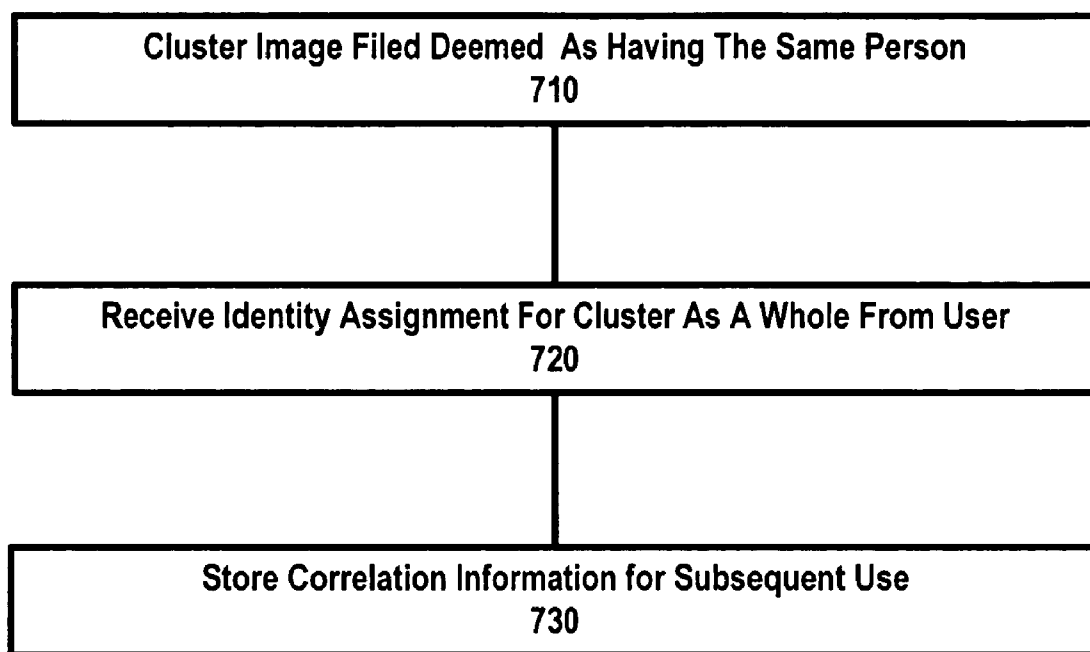 Cluster Image Filed Deemed As Having The Same Person
710
Receive Identity Assignment For Cluster As A Whole From User
720
Store Correlation Information for Subsequent Use
730